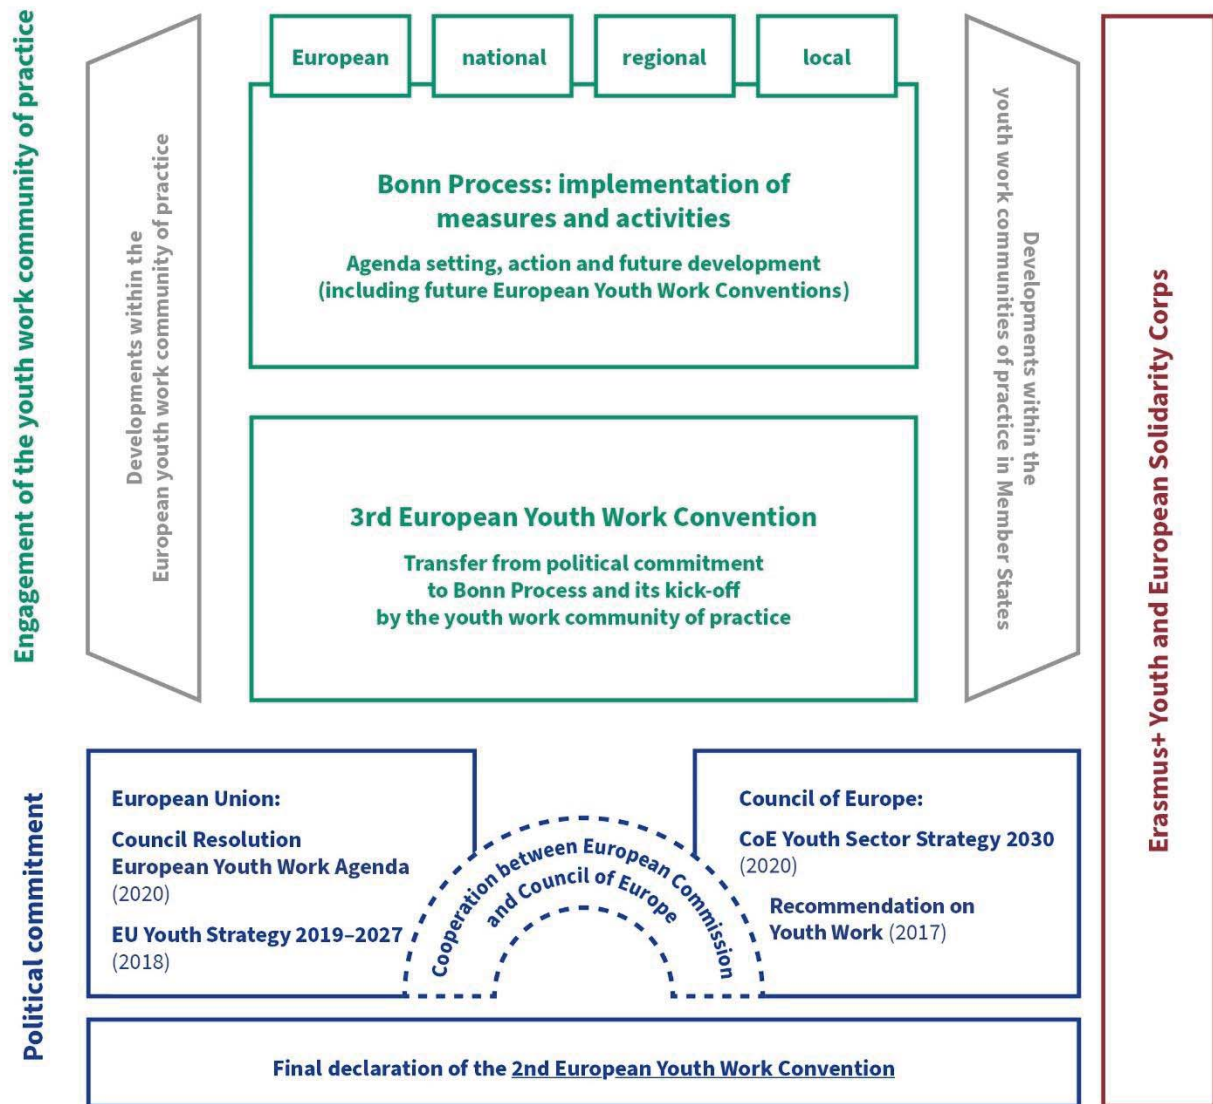 Engagement of the youth work community of practice
Developments within the
European youth work community of practice
European
national
regional
local
Bonn Process: implementation of
measures and activities
Agenda setting, action and future development
(including future European Youth Work Conventions)
3rd European Youth Work Convention
Transfer from political commitment
to Bonn Process and its kick-off
by the youth work community of practice
Developments within the
youth work communities of practice in Member States
Erasmus+ Youth and European Solidarity Corps
Political commitment
European Union:
Council Resolution
European Youth Work Agenda
(2020)
EU Youth Strategy 2019–2027
(2018)
Cooperation between European Commission
and Council of Europe
Council of Europe:
CoE Youth Sector Strategy 2030
(2020)
Recommendation on
Youth Work (2017)
Final declaration of the 2nd European Youth Work Convention